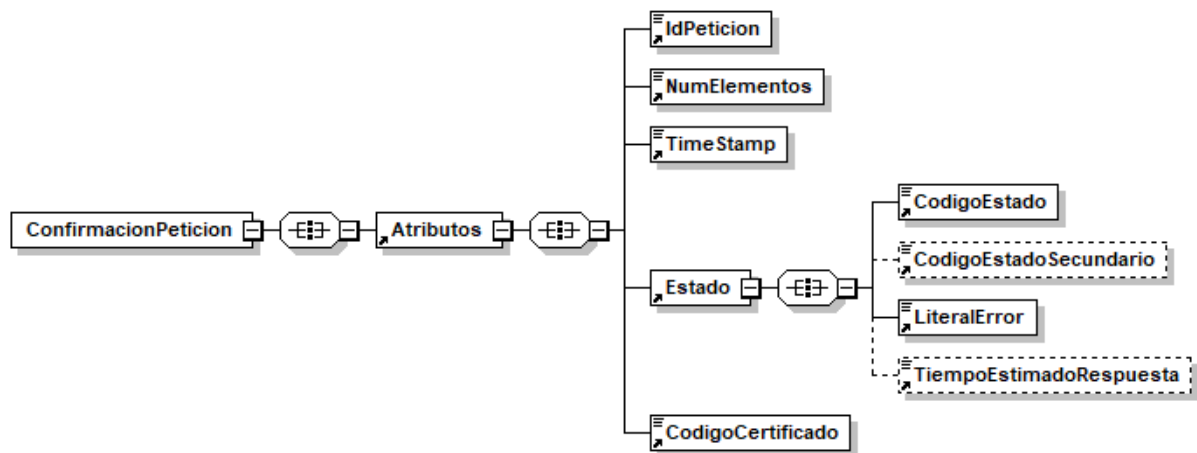 IdPeticion
NumElementos
TimeStamp
ConfirmacionPeticion
Atributos
Estado
CodigoEstado
CodigoEstadoSecundario
LiteralError
TiempoEstimadoRespuesta
CodigoCertificado